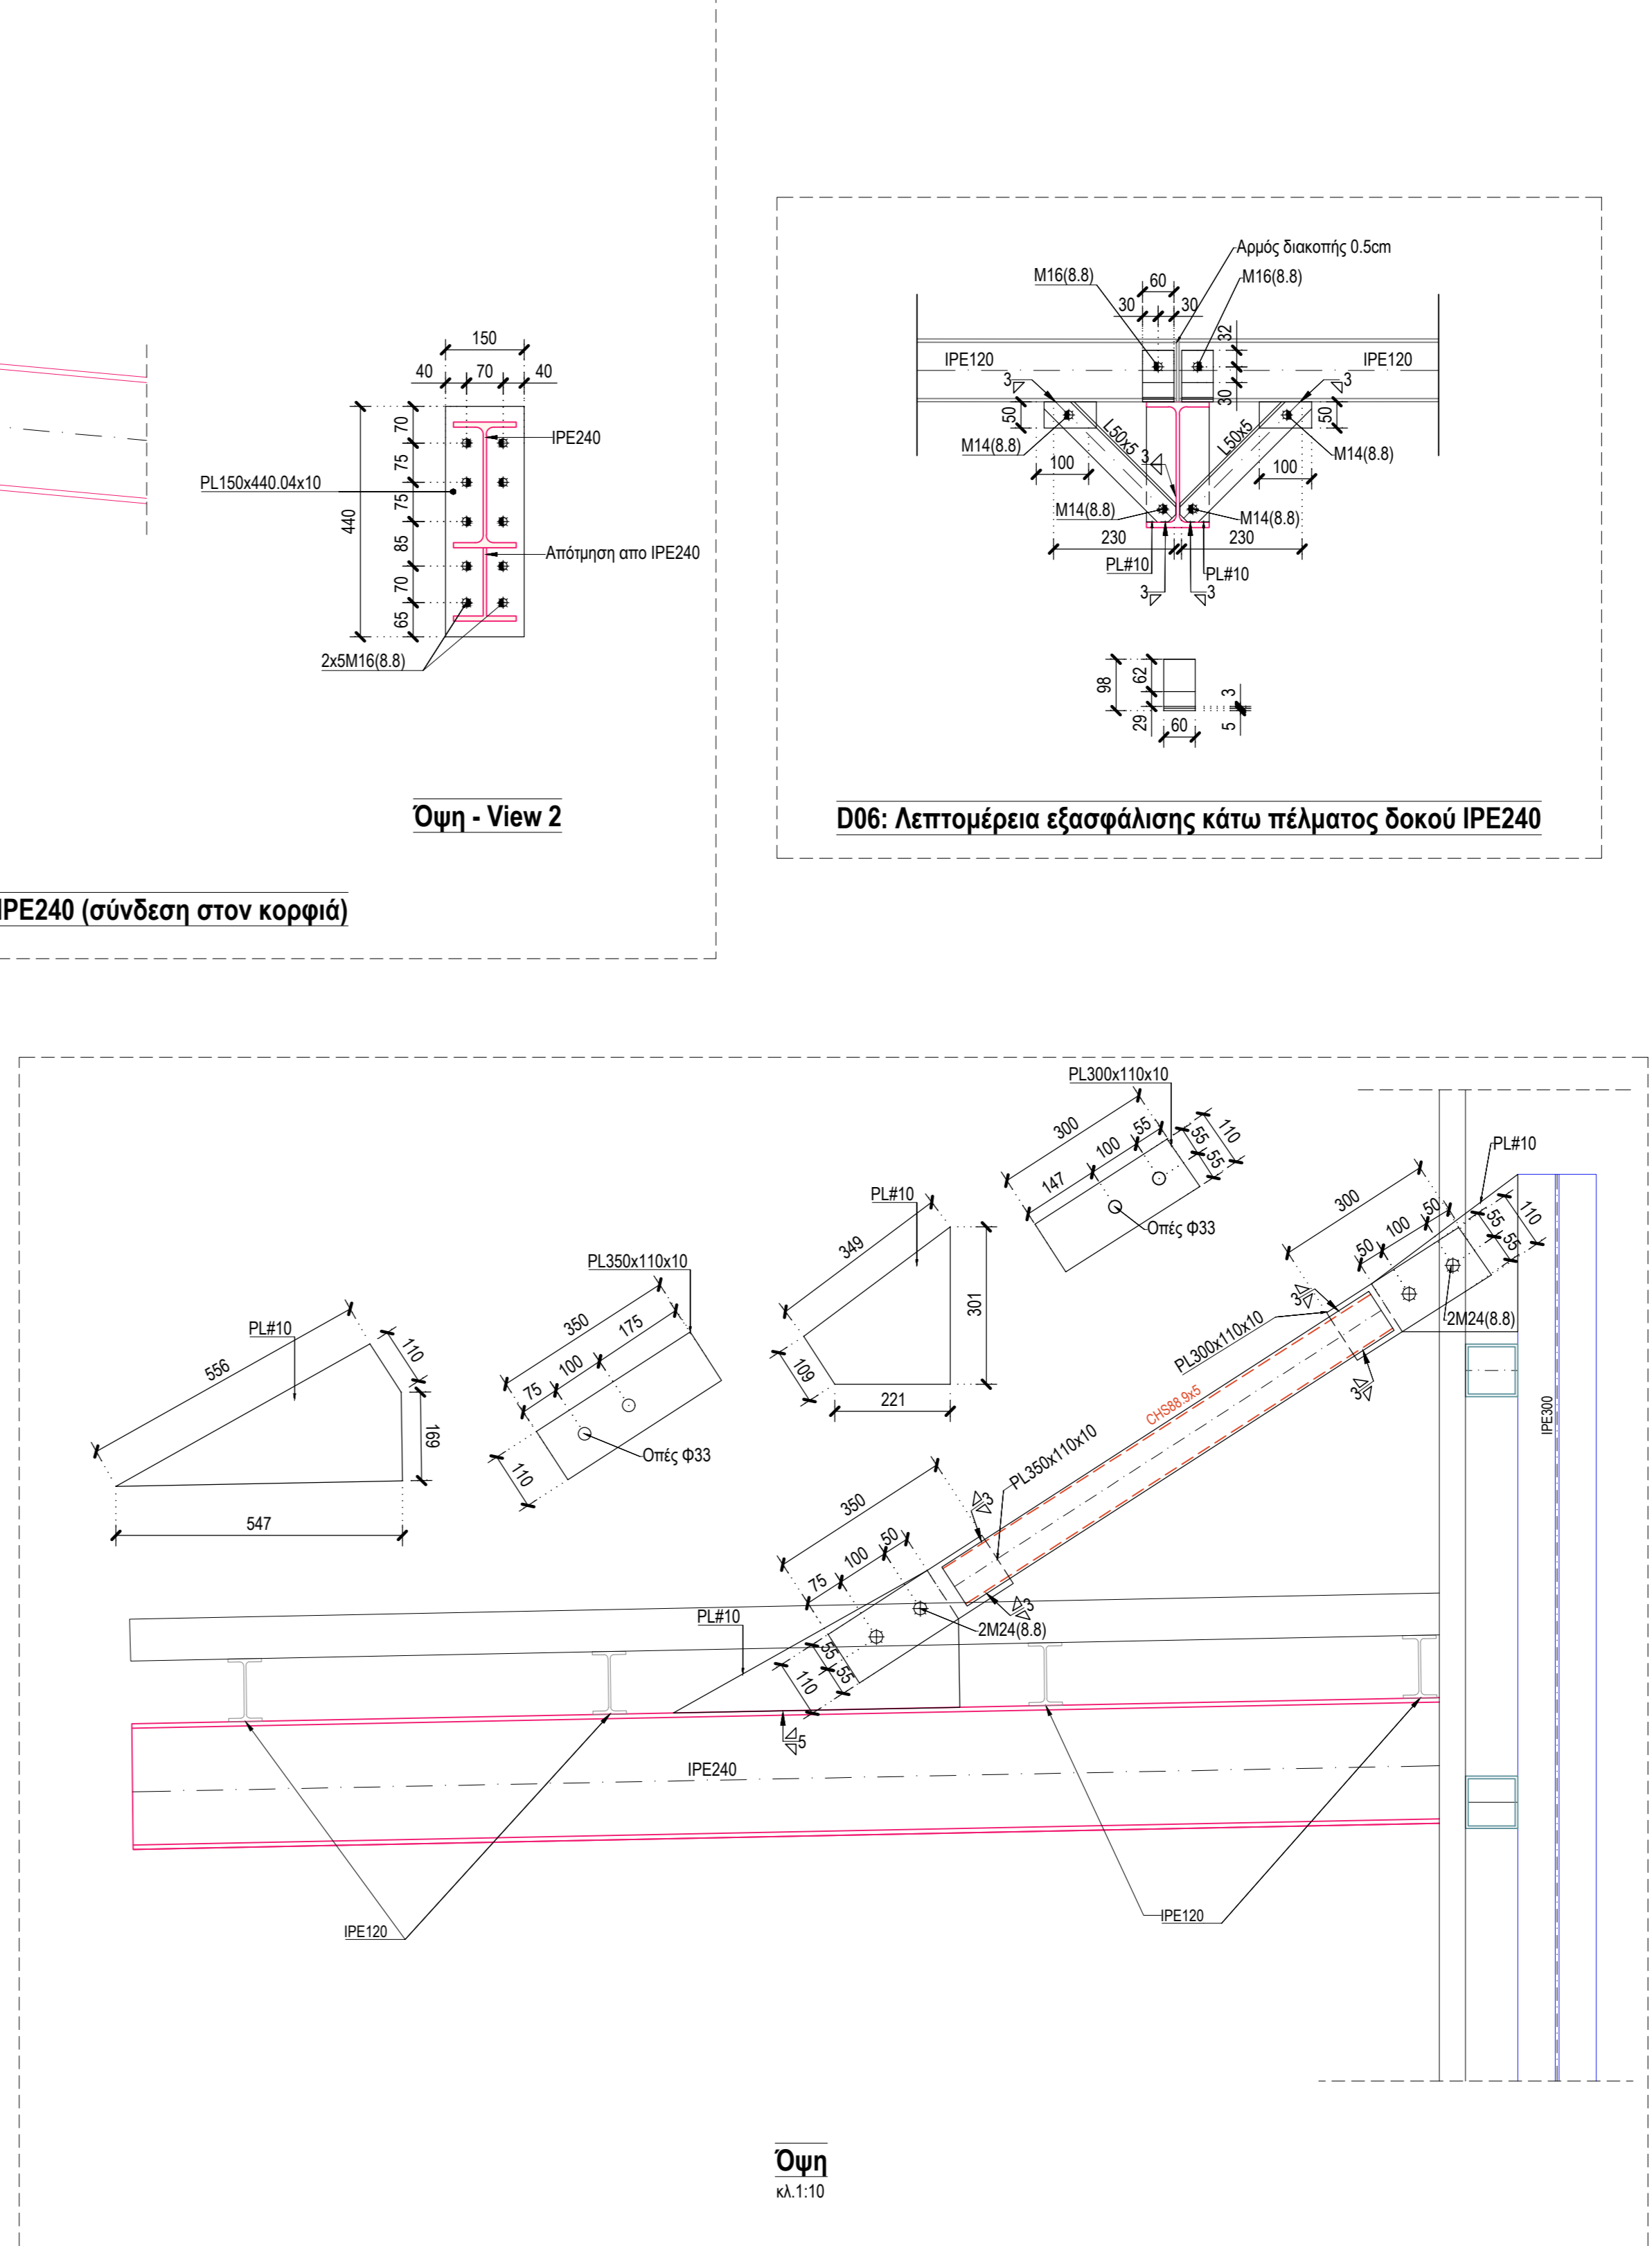 150
40
70
40
440
70
75
75
85
70
65
IPE240
PL150x440.04x10
Απότμηση απο IPE240
2x5M16(8.8)
Όψη - View 2
IPE240 (σύνδεση στον κορφιά)
Αρμός διακοπής 0.5cm
M16(8.8)
60
M16(8.8)
30
30
32
30
IPE120
IPE120
3
3
50
50
L50x5
L50x5
M14(8.8)
M14(8.8)
100
3
100
M14(8.8)
M14(8.8)
230
230
PL#10
PL#10
3
3
98
62
29
60
3
5
D06: Λεπτομέρεια εξασφάλισης κάτω πέλματος δοκού IPE240
PL300x110x10
300
147
100
55
55
55
110
Οπές Φ33
PL#10
349
301
109
221
PL350x110x10
350
75
100
175
110
Οπές Φ33
PL#10
556
110
169
547
PL#10
300
50
100
50
55
55
110
2M24(8.8)
3
3
PL300x110x10
CHS88.9x5
IPE300
PL350x110x10
350
75
100
50
3
3
PL#10
2M24(8.8)
55
55
110
5
IPE240
IPE120
IPE120
Όψη
κλ.1:10